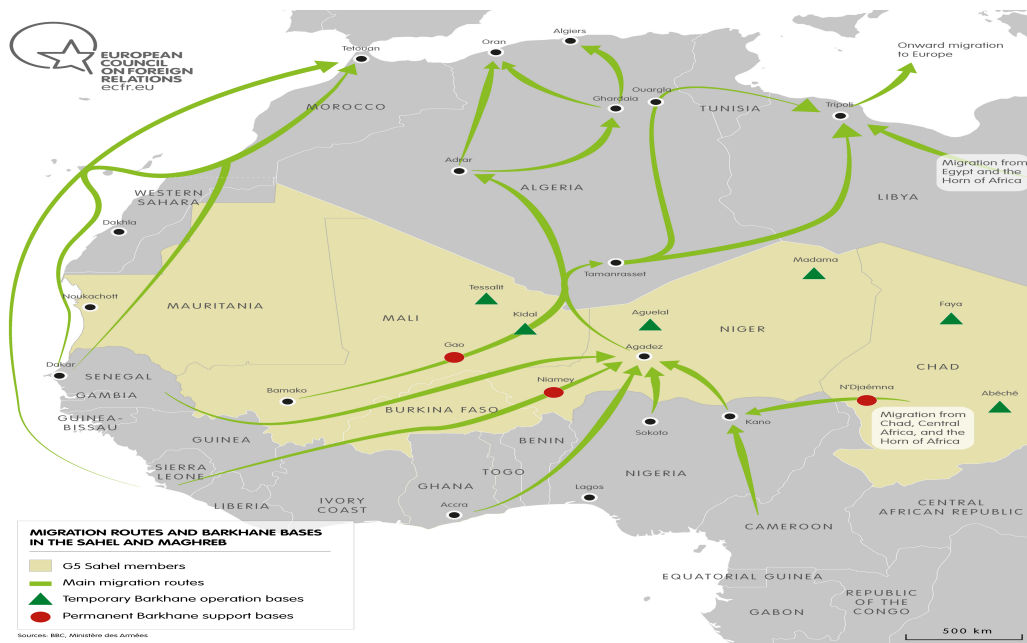 EUROPEAN
COUNCIL
ON FOREIGN
RELATIONS
ecfr.eu
Tetouan
Oran
Algiers
Onward migration
to Europe
MOROCCO
Ghardaia
Ouargla
TUNISIA
Tripoli
Adrar
ALGERIA
Migration from
Egypt and the
Horn of Africa
WESTERN
SAHARA
LIBYA
Dakhla
Tamanrasset
Madama
Noukachott
MAURITANIA
Tessalit
MALI
Kidal
Aguelal
NIGER
Faya
Gao
Agadez
Dakar
SENEGAL
CHAD
GAMBIA
Bamako
Niamey
N'Djaémna
Abéché
GUINEA-
BISSAU
BURKINA FASO
Migration from
Chad, Central
Africa, and the
Horn of Africa
GUINEA
BENIN
Sokoto
Kano
SIERRA
LEONE
TOGO
NIGERIA
GHANA
Lagos
LIBERIA
IVORY
COAST
Accra
CENTRAL
AFRICAN REPUBLIC
CAMEROON
EQUATORIAL GUINEA
REPUBLIC
OF THE
CONGO
GABON
MIGRATION ROUTES AND BARKHANE BASES
IN THE SAHEL AND MAGHREB
G5 Sahel members
Main migration routes
Temporary Barkhane operation bases
Permanent Barkhane support bases
Sources: BBC, Ministère des Armées
500 km